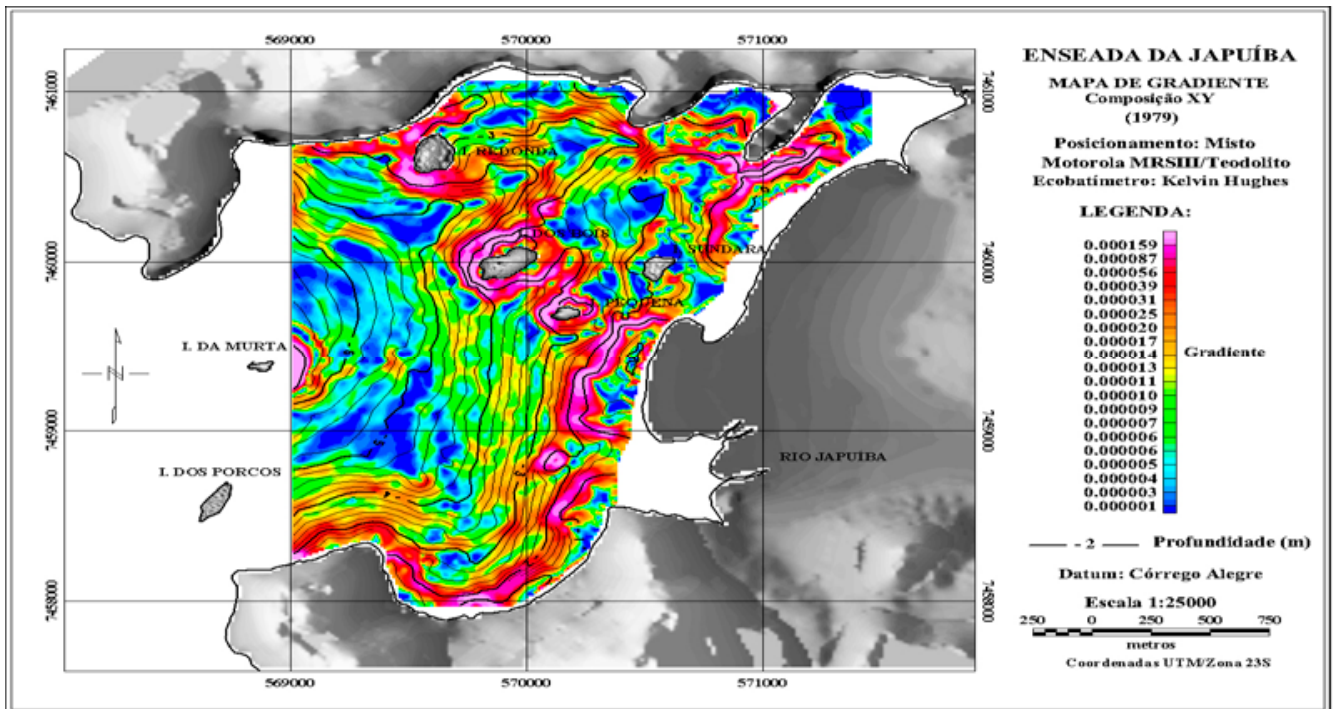 569000
570000
571000
7461000
7461000
I. REDONDA
I. DOS COIS
7460000
I. SUNDARA
7460000
I. PEQUENA
I. DA MURTA
N
7459000
7459000
RIO JAPUÍBA
I. DOS PORCOS
7458000
7458000
569000
570000
571000
ENSEADA DA JAPUÍBA
MAPA DE GRADIENTE
Composição XY
(1979)
Posicionamento: Misto
Motorola MRSIII/Teodolito
Ecobatímetro: Kelvin Hughes
LEGENDA:
0.000159
0.000087
0.000056
0.000039
0.000031
0.000025
0.000020
0.000017
0.000014
0.000013
0.000011
0.000010
0.000009
0.000007
0.000006
0.000006
0.000005
0.000004
0.000003
0.000001
Gradiente
- 2 Profundidade (m)
Datum: Córrego Alegre
Escala 1:25000
250 0 250 500 750
metros
Coordenadas UTM/Zona 23S